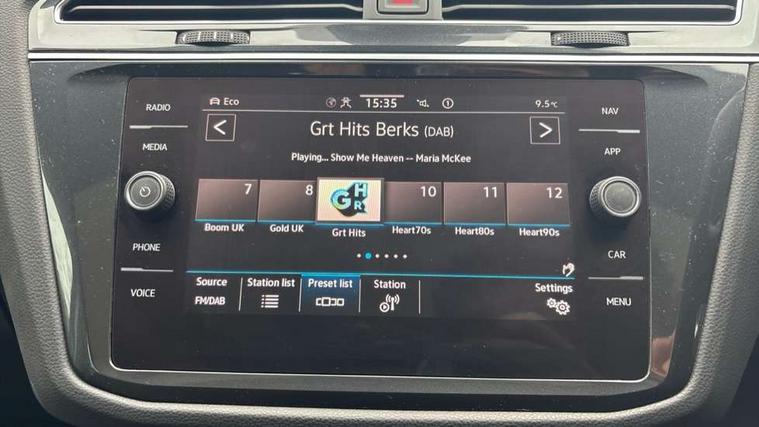 RADIO
MEDIA
PHONE
VOICE
Eco
15:35
9.5°C
Grt Hits Berks (DAB)
Playing... Show Me Heaven -- Maria McKee
7
8
10
11
12
GHR
Boom UK
Gold UK
Grt Hits
Heart70s
Heart80s
Heart90s
Source
FM/DAB
Station list
Preset list
Station
Settings
NAV
APP
CAR
MENU